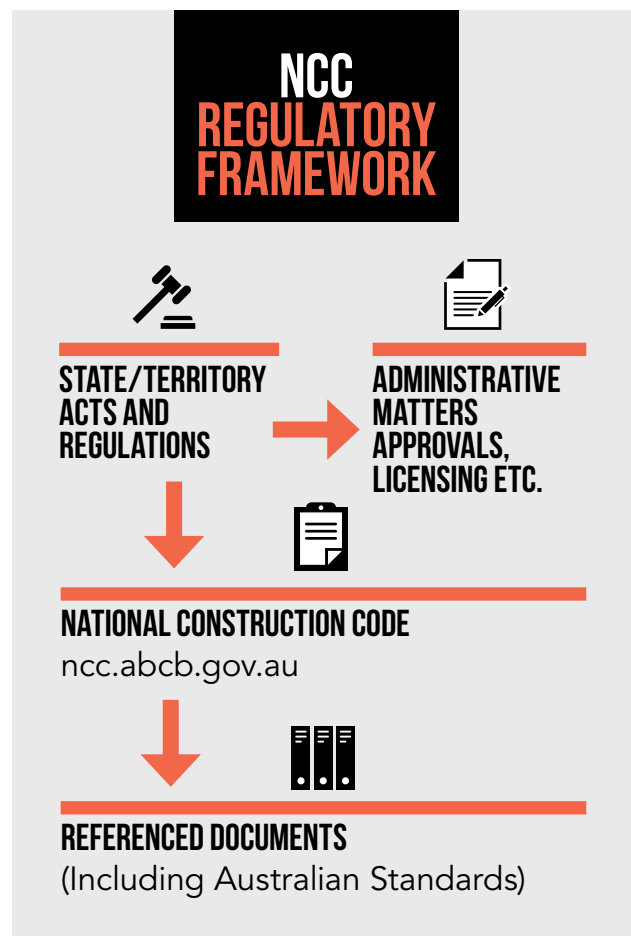 NCC
REGULATORY
FRAMEWORK
STATE/TERRITORY
ACTS AND
REGULATIONS
ADMINISTRATIVE
MATTERS
APPROVALS,
LICENSING ETC.
NATIONAL CONSTRUCTION CODE
ncc.abcb.gov.au
REFERENCED DOCUMENTS
(Including Australian Standards)